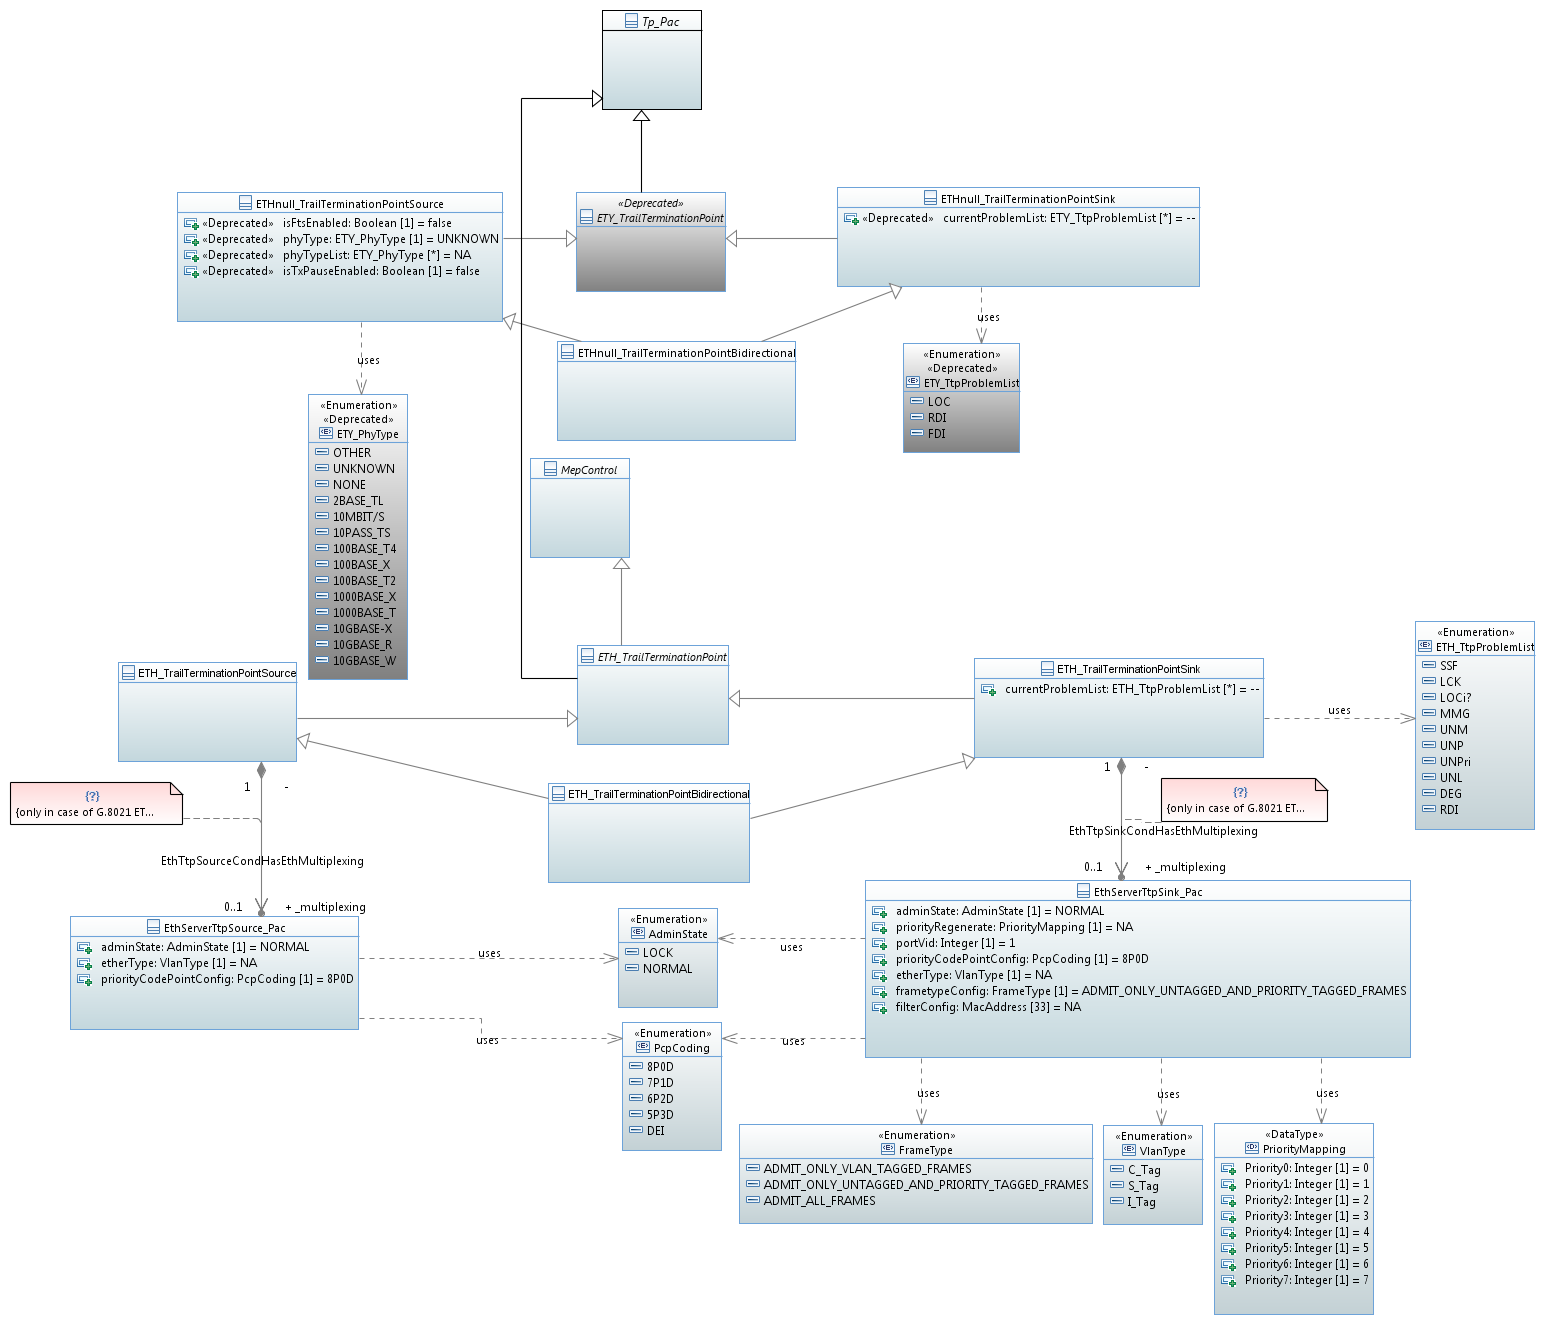 Tp_Pac
ETHnull_TrailTerminationPointSource
«Deprecated» isFtsEnabled: Boolean [1] = false
«Deprecated» phyType: ETY_PhyType [1] = UNKNOWN
«Deprecated» phyTypeList: ETY_PhyType [*] = NA
«Deprecated» isTxPauseEnabled: Boolean [1] = false
«Deprecated»
ETY_TrailTerminationPoint
ETHnull_TrailTerminationPointSink
«Deprecated» currentProblemList: ETY_TtpProblemList [*] = --
uses
uses
ETHnull_TrailTerminationPointBidirectional
«Enumeration»
«Deprecated»
ETY_TtpProblemList
LOC
RDI
FDI
«Enumeration»
«Deprecated»
ETY_PhyType
OTHER
UNKNOWN
NONE
2BASE_TL
10MBIT/S
10PASS_TS
100BASE_T4
100BASE_X
100BASE_T2
1000BASE_X
1000BASE_T
10GBASE-X
10GBASE_R
10GBASE_W
MepControl
ETH_TrailTerminationPointSource
ETH_TrailTerminationPoint
ETH_TrailTerminationPointSink
currentProblemList: ETH_TtpProblemList [*] = --
uses
«Enumeration»
ETH_TtpProblemList
SSF
LCK
LOCi?
MMG
UNM
UNP
UNPri
UNL
DEG
RDI
1 -
{?}
{only in case of G.8021 ET...
EthTtpSourceCondHasEthMultiplexing
0..1 + _multiplexing
ETH_TrailTerminationPointBidirectional
1 -
{?}
{only in case of G.8021 ET...
EthTtpSinkCondHasEthMultiplexing
0..1 + _multiplexing
EthServerTtpSource_Pac
adminState: AdminState [1] = NORMAL
etherType: VlanType [1] = NA
priorityCodePointConfig: PcpCoding [1] = 8P0D
uses
uses
«Enumeration»
AdminState
LOCK
NORMAL
«Enumeration»
PcpCoding
8P0D
7P1D
6P2D
5P3D
DEI
uses
uses
EthServerTtpSink_Pac
adminState: AdminState [1] = NORMAL
priorityRegenerate: PriorityMapping [1] = NA
portVid: Integer [1] = 1
priorityCodePointConfig: PcpCoding [1] = 8P0D
etherType: VlanType [1] = NA
frametypeConfig: FrameType [1] = ADMIT_ONLY_UNTAGGED_AND_PRIORITY_TAGGED_FRAMES
filterConfig: MacAddress [33] = NA
uses
uses
uses
«Enumeration»
FrameType
ADMIT_ONLY_VLAN_TAGGED_FRAMES
ADMIT_ONLY_UNTAGGED_AND_PRIORITY_TAGGED_FRAMES
ADMIT_ALL_FRAMES
«Enumeration»
VlanType
C_Tag
S_Tag
I_Tag
«DataType»
PriorityMapping
Priority0: Integer [1] = 0
Priority1: Integer [1] = 1
Priority2: Integer [1] = 2
Priority3: Integer [1] = 3
Priority4: Integer [1] = 4
Priority5: Integer [1] = 5
Priority6: Integer [1] = 6
Priority7: Integer [1] = 7